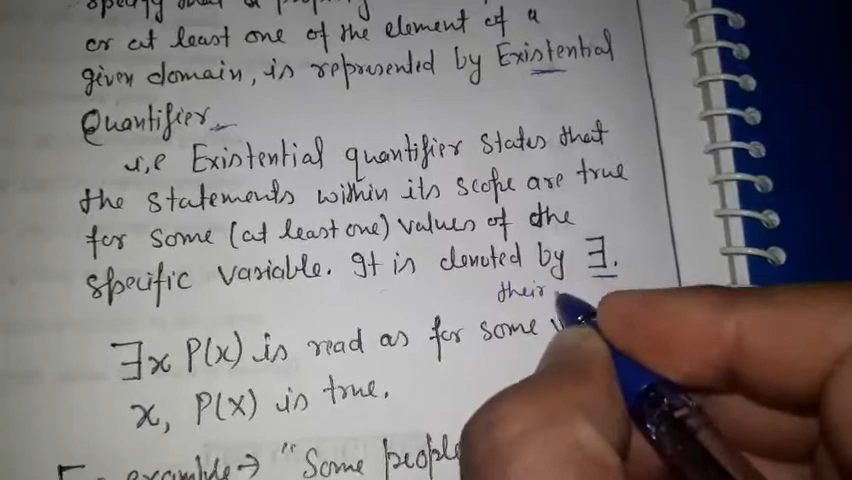 specify that a
or at least one of the element of a
given domain, is represented by Existential
Quantifier
i,e Existential quantifier states that
the statements within its scope are true
for some (at least one) values of the
specific variable. It is denoted by ∃.
their
∃x P(x) is read as for some
x, P(x) is true.
example→ "Some people